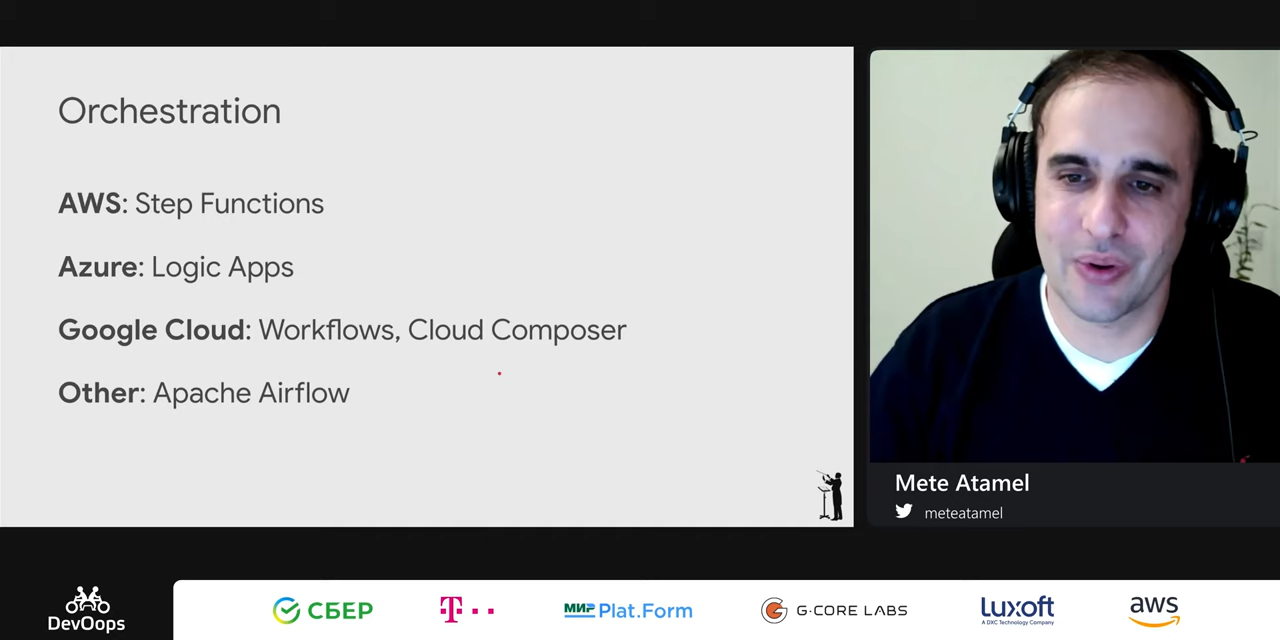 Orchestration
AWS: Step Functions
Azure: Logic Apps
Google Cloud: Workflows, Cloud Composer
Other: Apache Airflow
Mete Atamel
meteatamel
DevOops
СБЕР
T
МИР Plat.Form
G·CORE LABS
Luxoft
A DXC Technology Company
aws